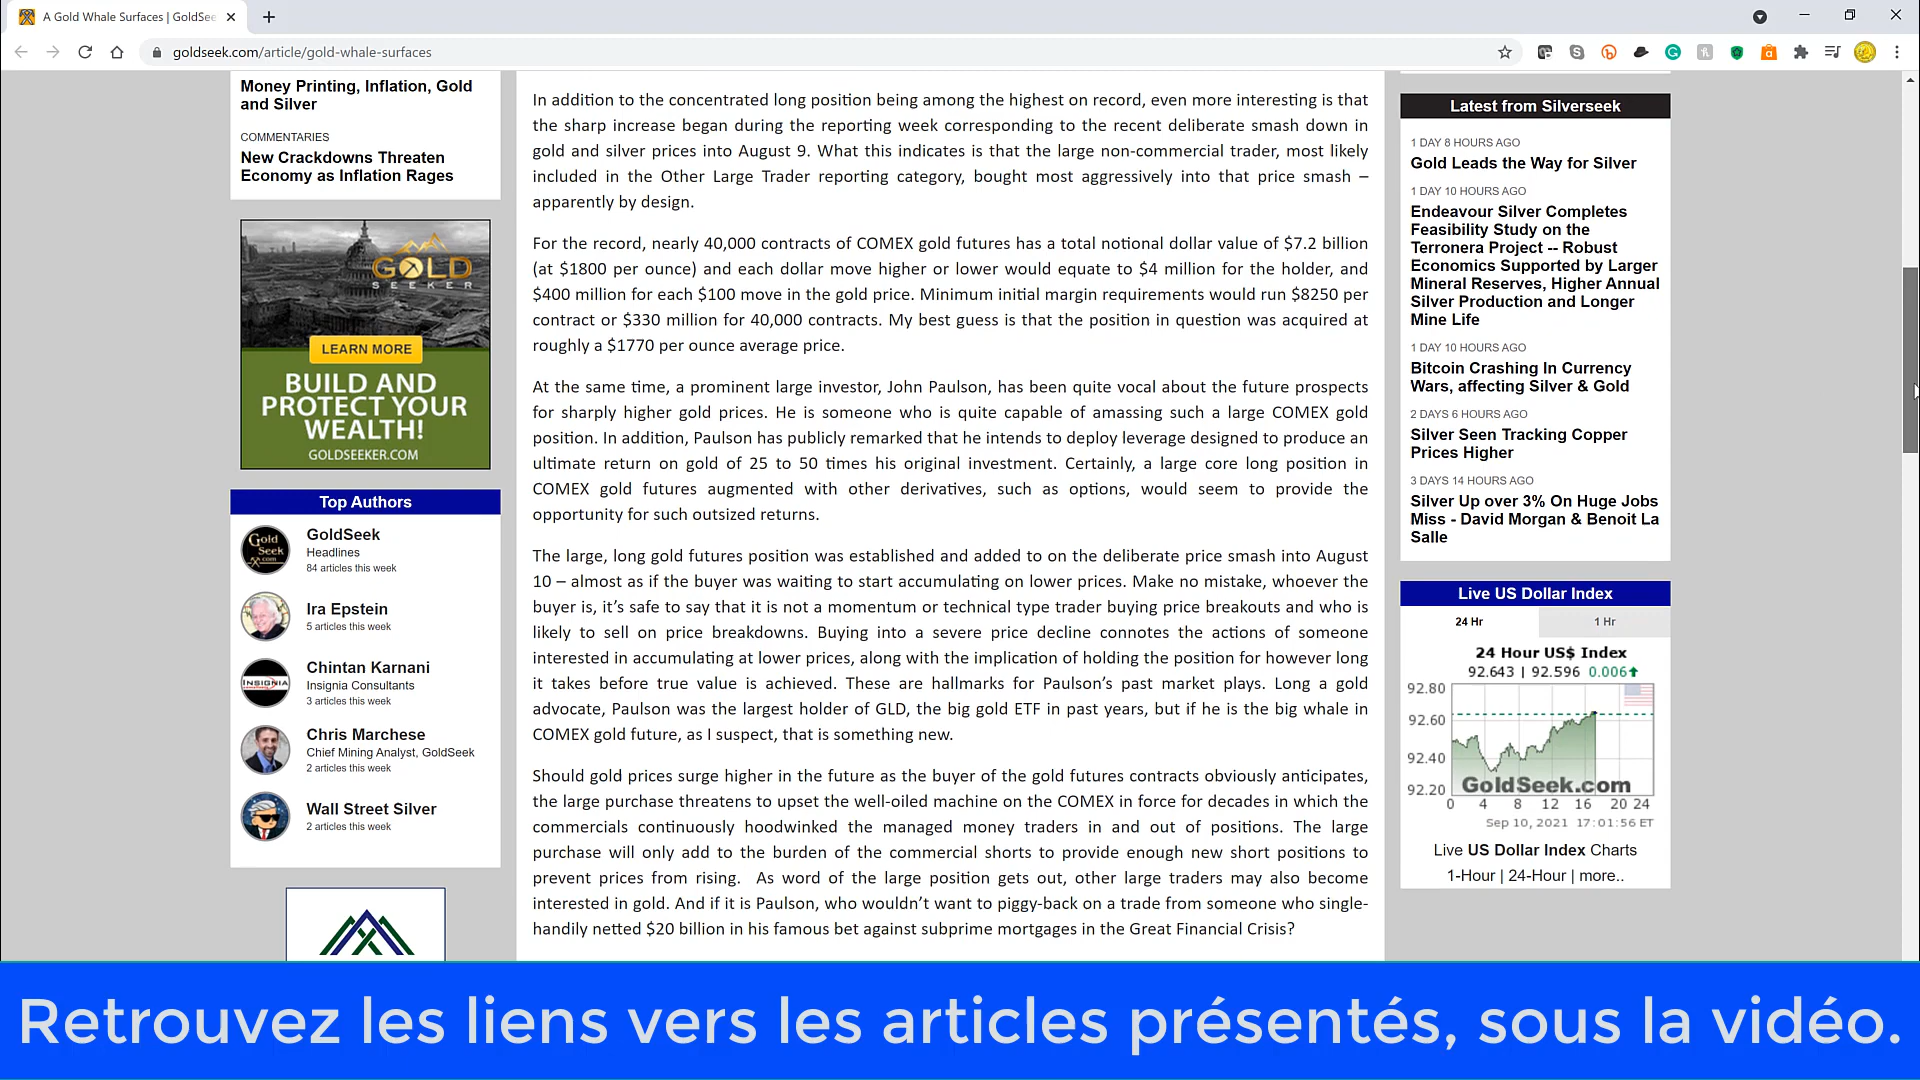 A Gold Whale Surfaces | GoldSee
goldseek.com/article/gold-whale-surfaces
Money Printing, Inflation, Gold
and Silver
COMMENTARIES
New Crackdowns Threaten
Economy as Inflation Rages
GOLD
SEEKER
LEARN MORE
BUILD AND
PROTECT YOUR
WEALTH!
GOLDSEEKER.COM
Top Authors
Gold
Seek
.com
GoldSeek
Headlines
84 articles this week
Ira Epstein
5 articles this week
INSIGNIA
Chintan Karnani
Insignia Consultants
3 articles this week
Chris Marchese
Chief Mining Analyst, GoldSeek
2 articles this week
Wall Street Silver
2 articles this week
In addition to the concentrated long position being among the highest on record, even more interesting is that
the sharp increase began during the reporting week corresponding to the recent deliberate smash down in
gold and silver prices into August 9. What this indicates is that the large non-commercial trader, most likely
included in the Other Large Trader reporting category, bought most aggressively into that price smash –
apparently by design.
For the record, nearly 40,000 contracts of COMEX gold futures has a total notional dollar value of $7.2 billion
(at $1800 per ounce) and each dollar move higher or lower would equate to $4 million for the holder, and
$400 million for each $100 move in the gold price. Minimum initial margin requirements would run $8250 per
contract or $330 million for 40,000 contracts. My best guess is that the position in question was acquired at
roughly a $1770 per ounce average price.
At the same time, a prominent large investor, John Paulson, has been quite vocal about the future prospects
for sharply higher gold prices. He is someone who is quite capable of amassing such a large COMEX gold
position. In addition, Paulson has publicly remarked that he intends to deploy leverage designed to produce an
ultimate return on gold of 25 to 50 times his original investment. Certainly, a large core long position in
COMEX gold futures augmented with other derivatives, such as options, would seem to provide the
opportunity for such outsized returns.
The large, long gold futures position was established and added to on the deliberate price smash into August
10 – almost as if the buyer was waiting to start accumulating on lower prices. Make no mistake, whoever the
buyer is, it’s safe to say that it is not a momentum or technical type trader buying price breakouts and who is
likely to sell on price breakdowns. Buying into a severe price decline connotes the actions of someone
interested in accumulating at lower prices, along with the implication of holding the position for however long
it takes before true value is achieved. These are hallmarks for Paulson’s past market plays. Long a gold
advocate, Paulson was the largest holder of GLD, the big gold ETF in past years, but if he is the big whale in
COMEX gold future, as I suspect, that is something new.
Should gold prices surge higher in the future as the buyer of the gold futures contracts obviously anticipates,
the large purchase threatens to upset the well-oiled machine on the COMEX in force for decades in which the
commercials continuously hoodwinked the managed money traders in and out of positions. The large
purchase will only add to the burden of the commercial shorts to provide enough new short positions to
prevent prices from rising. As word of the large position gets out, other large traders may also become
interested in gold. And if it is Paulson, who wouldn’t want to piggy-back on a trade from someone who single-
handily netted $20 billion in his famous bet against subprime mortgages in the Great Financial Crisis?
Latest from Silverseek
1 DAY 8 HOURS AGO
Gold Leads the Way for Silver
1 DAY 10 HOURS AGO
Endeavour Silver Completes
Feasibility Study on the
Terronera Project -- Robust
Economics Supported by Larger
Mineral Reserves, Higher Annual
Silver Production and Longer
Mine Life
1 DAY 10 HOURS AGO
Bitcoin Crashing In Currency
Wars, affecting Silver & Gold
2 DAYS 6 HOURS AGO
Silver Seen Tracking Copper
Prices Higher
3 DAYS 14 HOURS AGO
Silver Up over 3% On Huge Jobs
Miss - David Morgan & Benoit La
Salle
Live US Dollar Index
24 Hr 1 Hr
24 Hour US$ Index
92.643 | 92.596 0.006
92.80
92.60
92.40
92.20
GoldSeek.com
0 4 8 12 16 20 24
Sep 10, 2021 17:01:56 ET
Live US Dollar Index Charts
1-Hour | 24-Hour | more..
Retrouvez les liens vers les articles présentés, sous la vidéo.